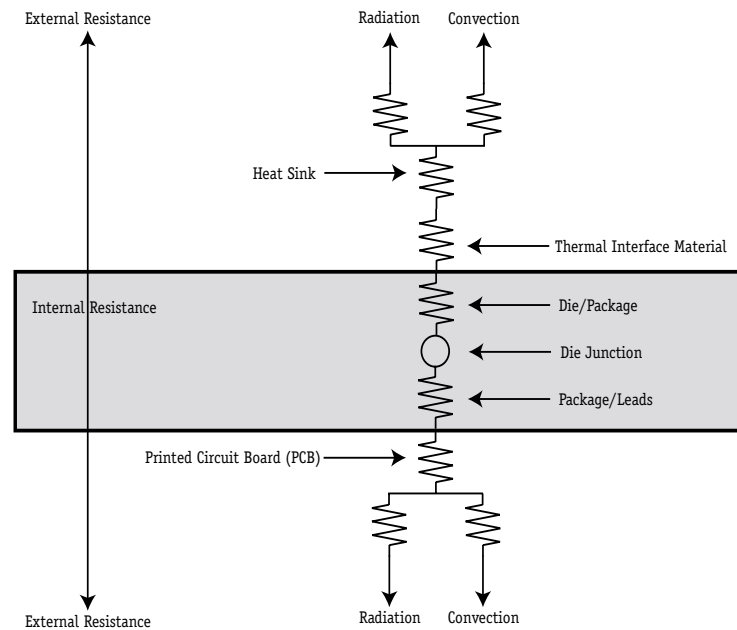 External Resistance
Radiation
Convection
Heat Sink
Thermal Interface Material
Internal Resistance
Die/Package
Die Junction
Package/Leads
Printed Circuit Board (PCB)
External Resistance
Radiation
Convection